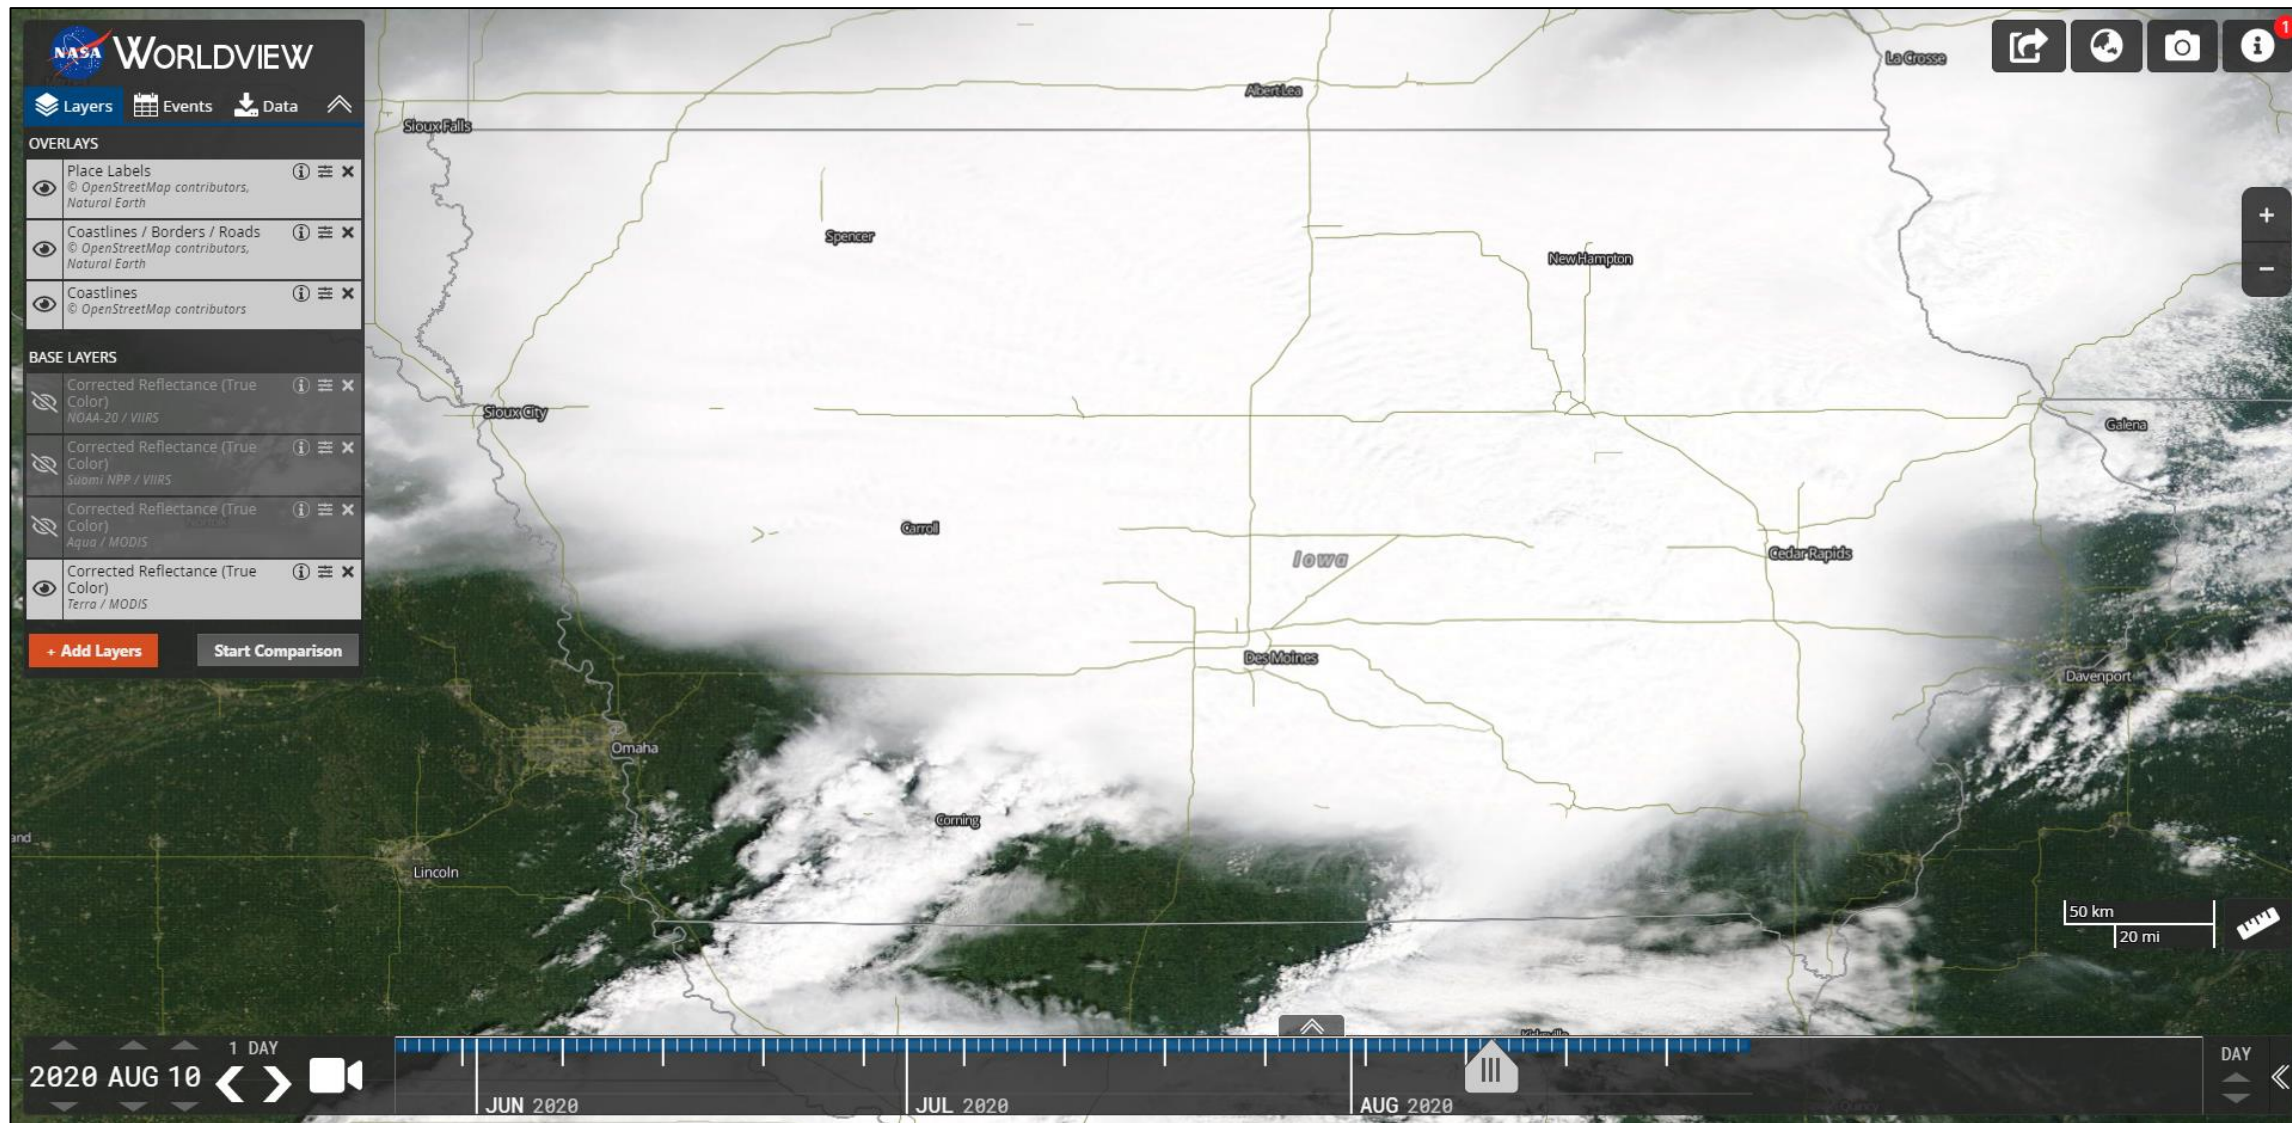 NASA WORLDVIEW
Layers Events Data
OVERLAYS
Place Labels
© OpenStreetMap contributors,
Natural Earth
Coastlines / Borders / Roads
© OpenStreetMap contributors,
Natural Earth
Coastlines
© OpenStreetMap contributors
BASE LAYERS
Corrected Reflectance (True
Color)
NOAA-20 / VIIRS
Corrected Reflectance (True
Color)
Suomi NPP / VIIRS
Corrected Reflectance (True
Color)
Aqua / MODIS
Corrected Reflectance (True
Color)
Terra / MODIS
+ Add Layers Start Comparison
1
La Crosse
Albert Lea
Sioux Falls
Spencer
New Hampton
+
−
Sioux City
Galena
Carroll
Iowa
Cedar Rapids
Des Moines
Davenport
Omaha
Corning
and
Lincoln
50 km
20 mi
Kirksville
1 DAY
2020 AUG 10
JUN 2020
JUL 2020
AUG 2020
DAY